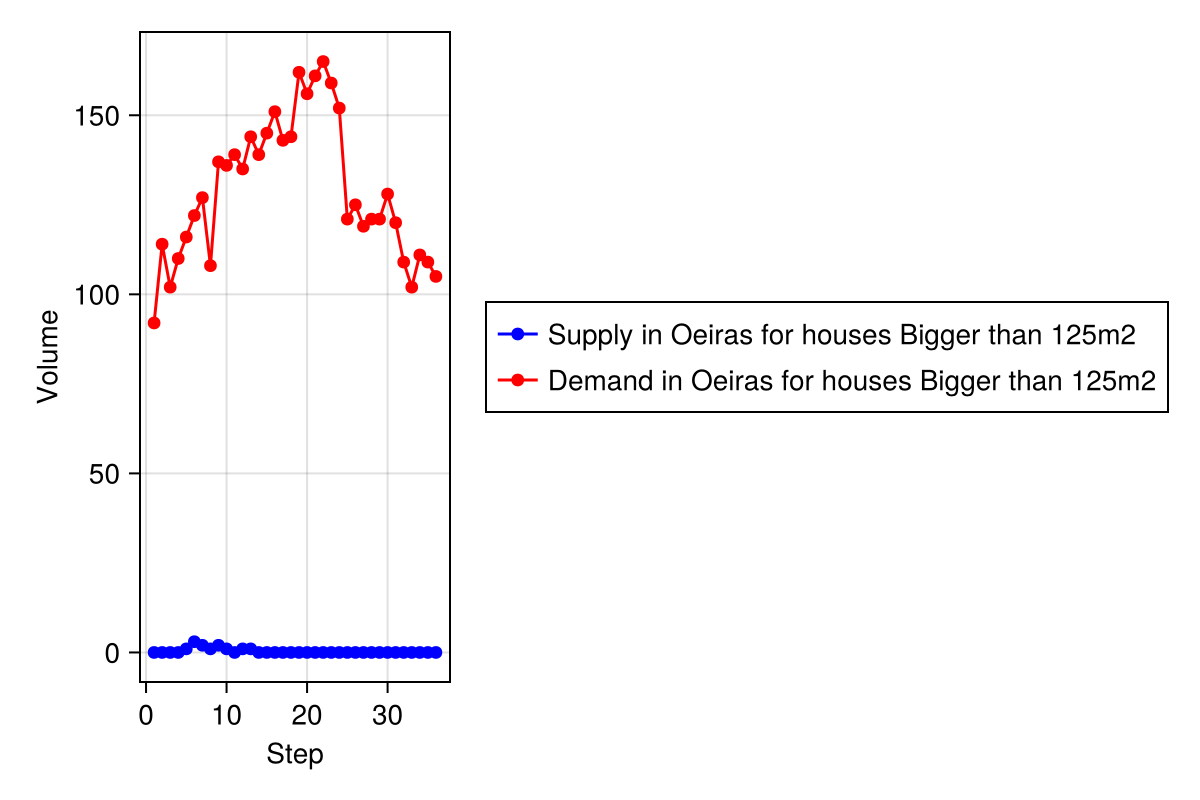 Volume
150
100
50
0
0 10 20 30
Step
Supply in Oeiras for houses Bigger than 125m2
Demand in Oeiras for houses Bigger than 125m2